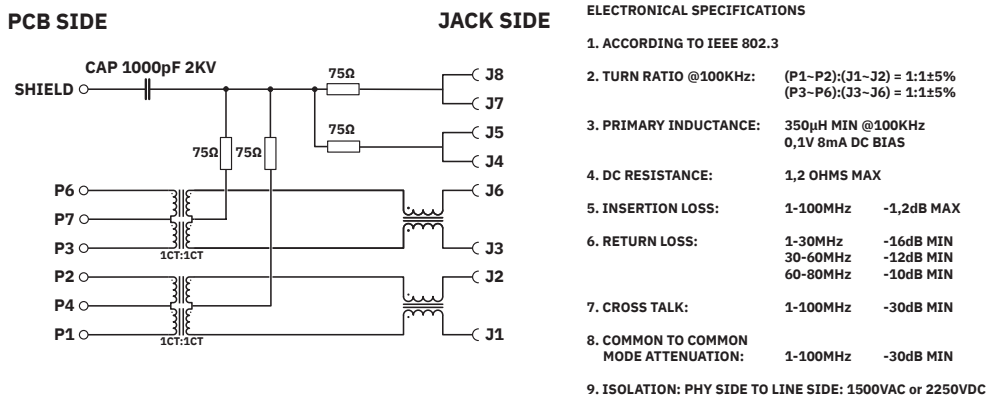 PCB SIDE
JACK SIDE
CAP 1000pF 2KV
SHIELD
75Ω
J8
J7
75Ω
J5
J4
75Ω
75Ω
P6
J6
P7
P3
J3
1CT:1CT
P2
J2
P4
P1
J1
1CT:1CT
ELECTRONICAL SPECIFICATIONS
1. ACCORDING TO IEEE 802.3
2. TURN RATIO @100KHz: (P1~P2):(J1~J2) = 1:1±5%
(P3~P6):(J3~J6) = 1:1±5%
3. PRIMARY INDUCTANCE: 350µH MIN @100KHz
0,1V 8mA DC BIAS
4. DC RESISTANCE: 1,2 OHMS MAX
5. INSERTION LOSS: 1-100MHz -1,2dB MAX
6. RETURN LOSS: 1-30MHz -16dB MIN
30-60MHz -12dB MIN
60-80MHz -10dB MIN
7. CROSS TALK: 1-100MHz -30dB MIN
8. COMMON TO COMMON
MODE ATTENUATION: 1-100MHz -30dB MIN
9. ISOLATION: PHY SIDE TO LINE SIDE: 1500VAC or 2250VDC